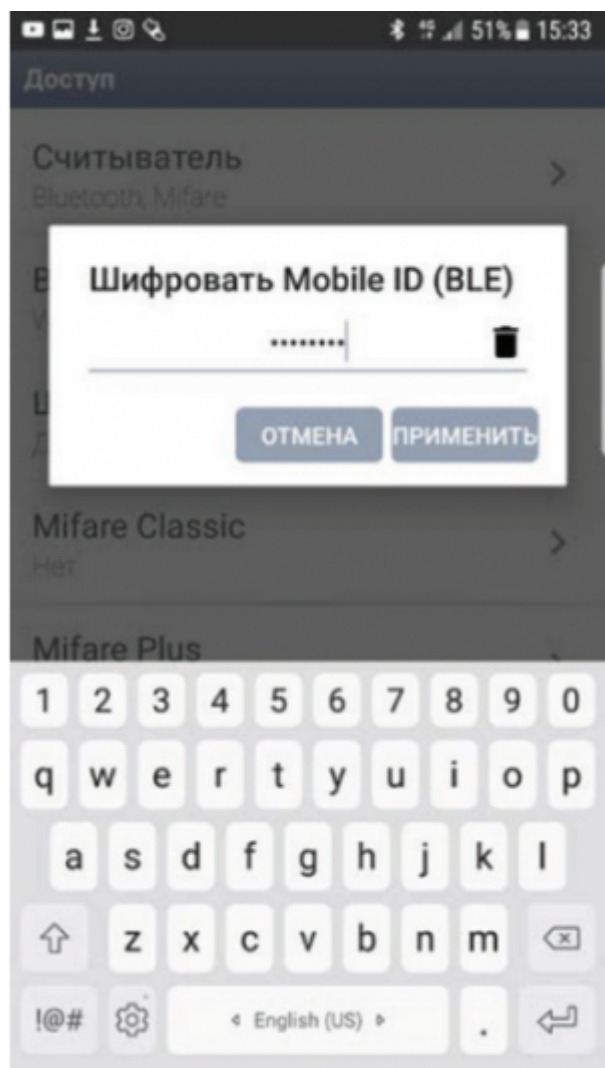 4G 51% 15:33
Доступ
Считыватель
Bluetooth, Mifare
Шифровать Mobile ID (BLE)
•••••••••
ОТМЕНА ПРИМЕНИТЬ
Mifare Classic
Нет
Mifare Plus
1 2 3 4 5 6 7 8 9 0
q w e r t y u i o p
a s d f g h j k l
z x c v b n m
!@# English (US) .